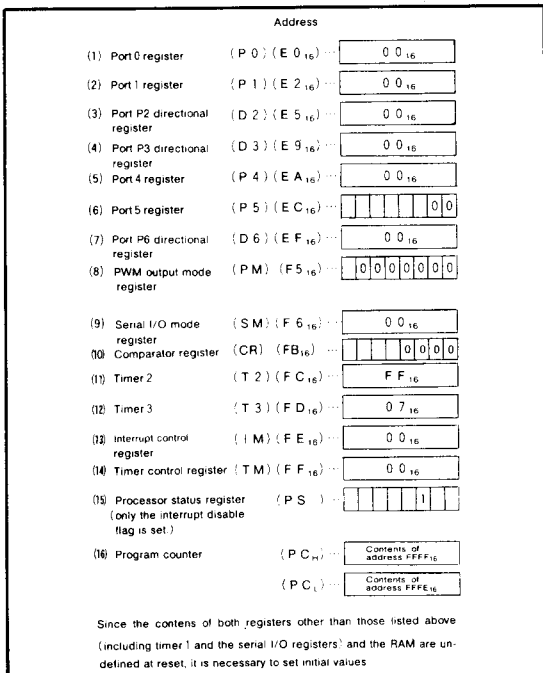 Address
(1) Port 0 register (P0) (E0₁₆) ··· 00₁₆
(2) Port 1 register (P1) (E2₁₆) ··· 00₁₆
(3) Port P2 directional register (D2) (E5₁₆) ··· 00₁₆
(4) Port P3 directional register (D3) (E9₁₆) ··· 00₁₆
(5) Port 4 register (P4) (EA₁₆) ··· 00₁₆
(6) Port 5 register (P5) (EC₁₆) ··· 0 0
(7) Port P6 directional register (D6) (EF₁₆) ··· 00₁₆
(8) PWM output mode register (PM) (F5₁₆) ··· 0 0 0 0 0 0 0
(9) Serial I/O mode register (SM) (F6₁₆) ··· 00₁₆
(10) Comparator register (CR) (FB₁₆) ··· 0 0 0 0
(11) Timer 2 (T2) (FC₁₆) ··· FF₁₆
(12) Timer 3 (T3) (FD₁₆) ··· 07₁₆
(13) Interrupt control register (IM) (FE₁₆) ··· 00₁₆
(14) Timer control register (TM) (FF₁₆) ··· 00₁₆
(15) Processor status register (PS ) ··· 1
(only the interrupt disable
flag is set.)
(16) Program counter (PC_H) ··· Contents of address FFFF₁₆
(PC_L) ··· Contents of address FFFE₁₆
Since the contens of both registers other than those listed above
(including timer 1 and the serial I/O registers) and the RAM are un-
defined at reset, it is necessary to set initial values